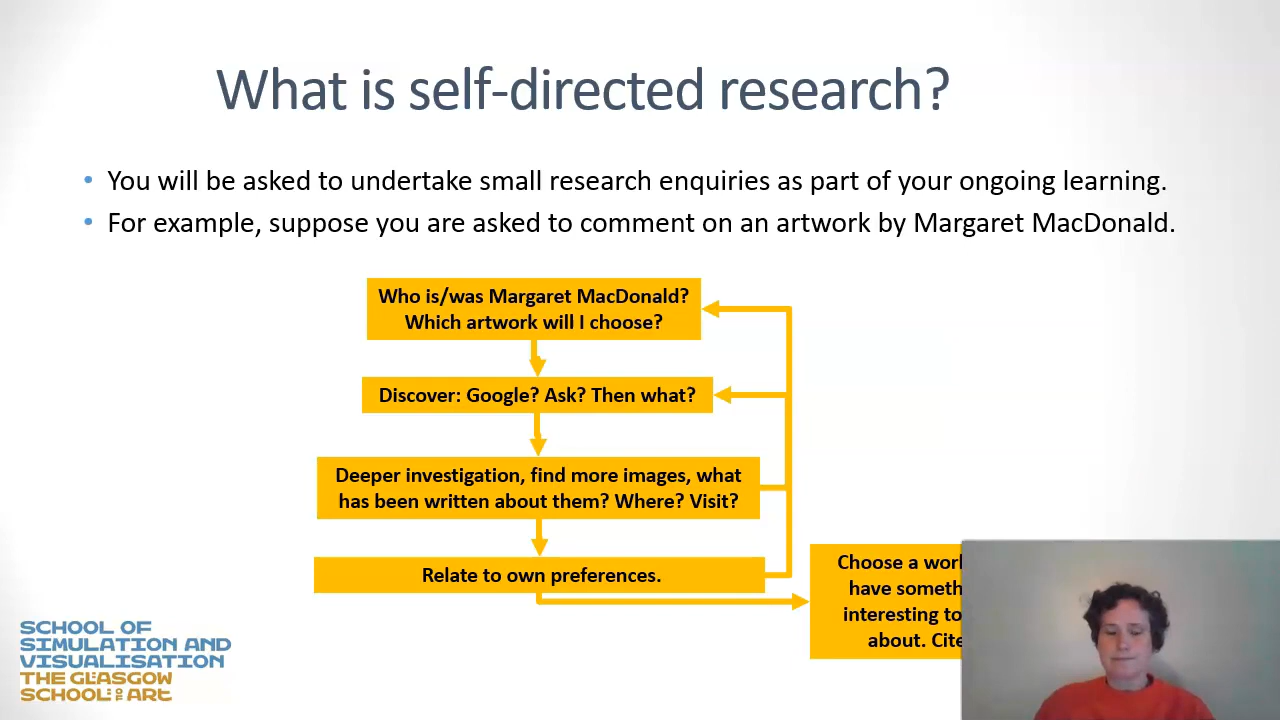 What is self-directed research?
• You will be asked to undertake small research enquiries as part of your ongoing learning.
• For example, suppose you are asked to comment on an artwork by Margaret MacDonald.
Who is/was Margaret MacDonald?
Which artwork will I choose?
Discover: Google? Ask? Then what?
Deeper investigation, find more images, what
has been written about them? Where? Visit?
Relate to own preferences.
Choose a
have
interesting to
about. Cite
SCHOOL OF
SIMULATION AND
VISUALISATION
THE GLASGOW
SCHOOL OF ART